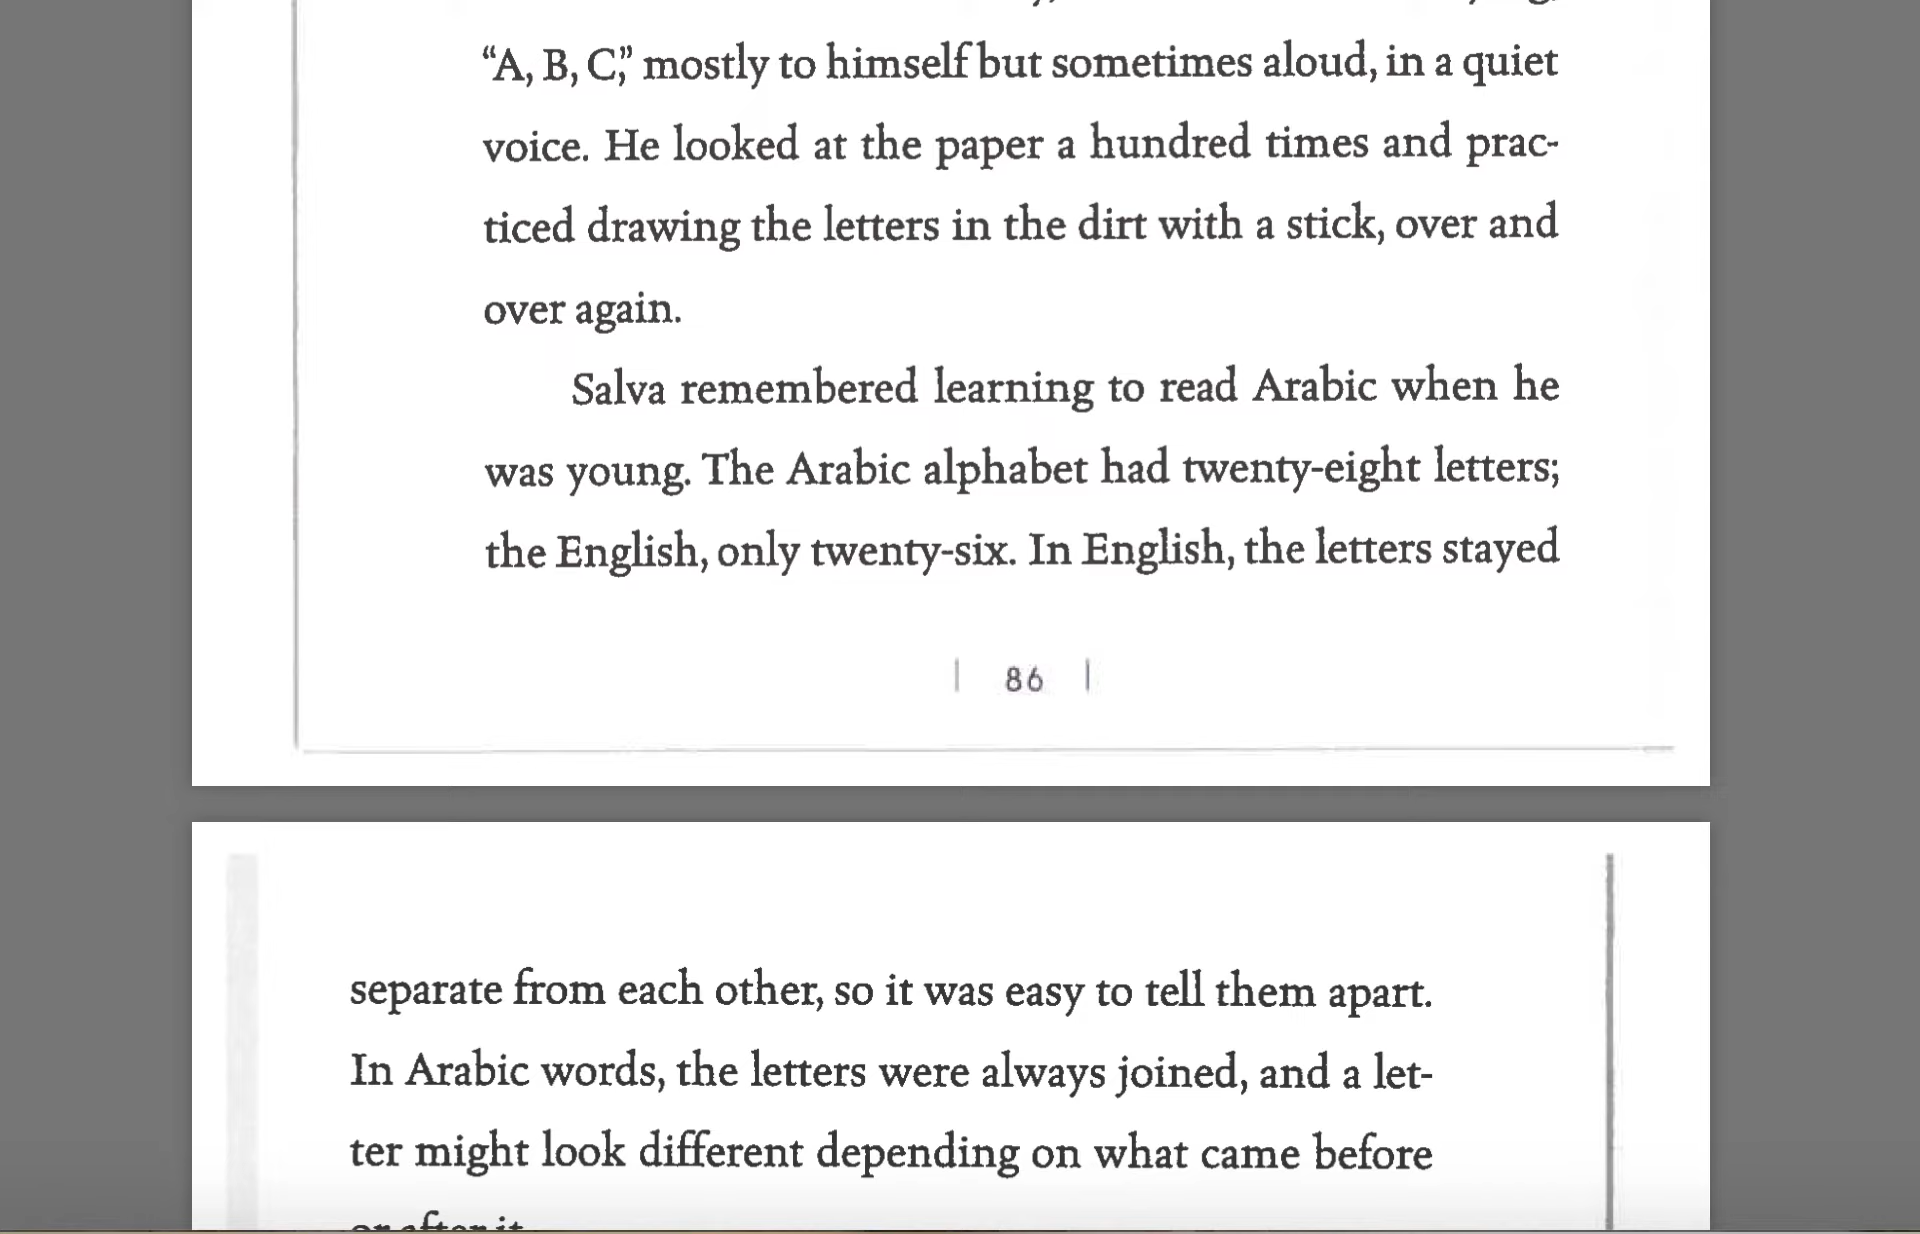 “A, B, C,” mostly to himself but sometimes aloud, in a quiet
voice. He looked at the paper a hundred times and prac-
ticed drawing the letters in the dirt with a stick, over and
over again.
Salva remembered learning to read Arabic when he
was young. The Arabic alphabet had twenty-eight letters;
the English, only twenty-six. In English, the letters stayed
| 86 |
separate from each other, so it was easy to tell them apart.
In Arabic words, the letters were always joined, and a let-
ter might look different depending on what came before
or after it